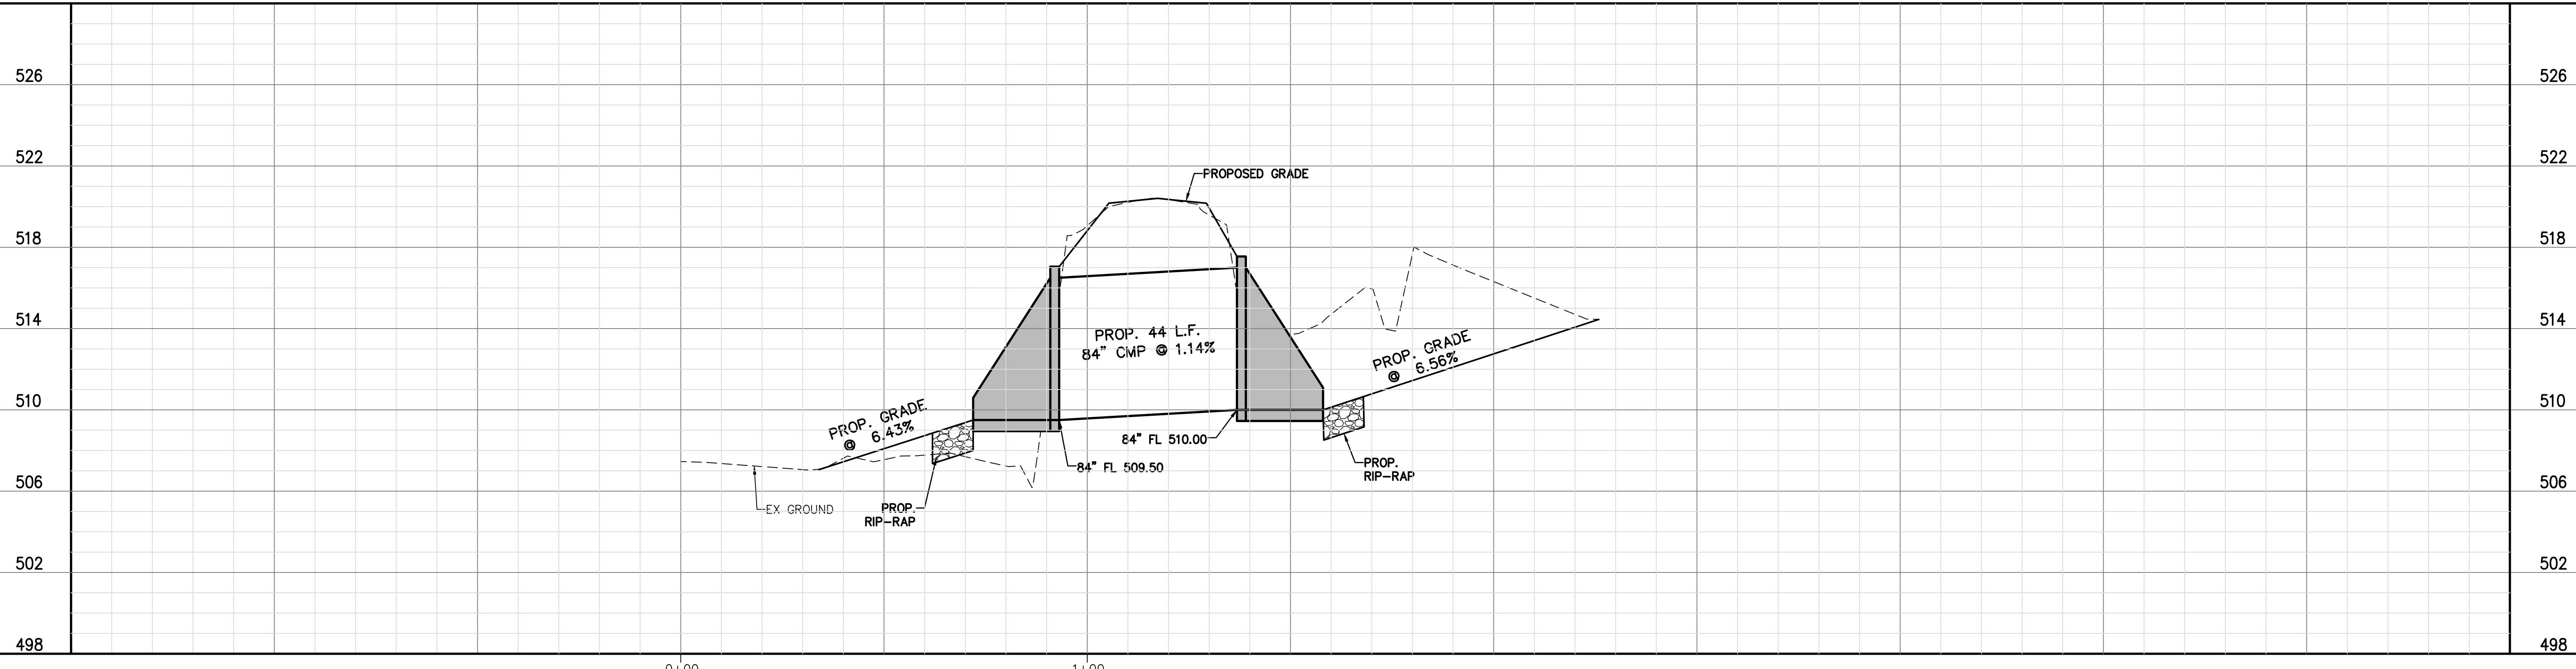 526
526
522
522
PROPOSED GRADE
518
518
514
514
PROP. 44 L.F.
84" CMP @ 1.14%
PROP. GRADE
@ 6.56%
510
510
PROP. GRADE
@ 6.43%
84" FL 510.00
84" FL 509.50
PROP.
RIP-RAP
506
506
EX GROUND
PROP.
RIP-RAP
502
502
498
498
0+00
1+00